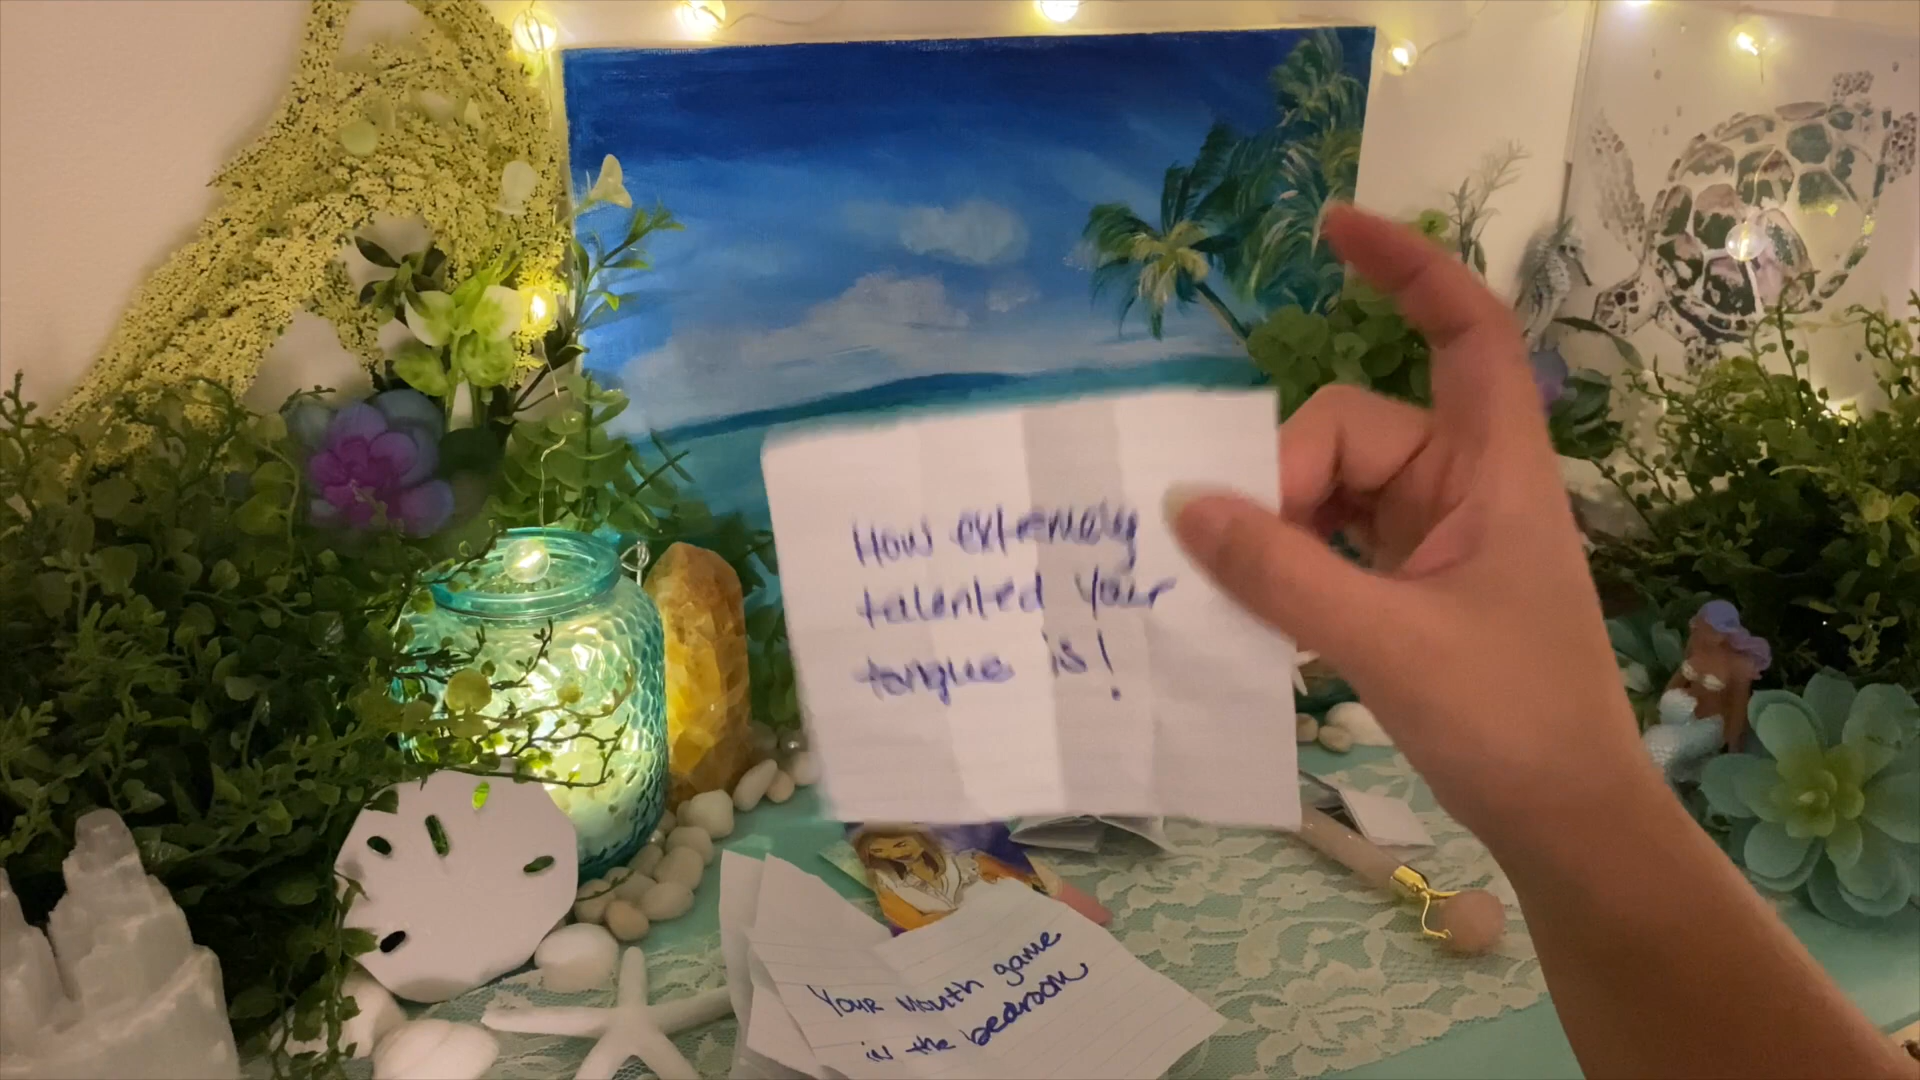 How extremely
talented your
tongue is!
Your mouth game
in the bedroom